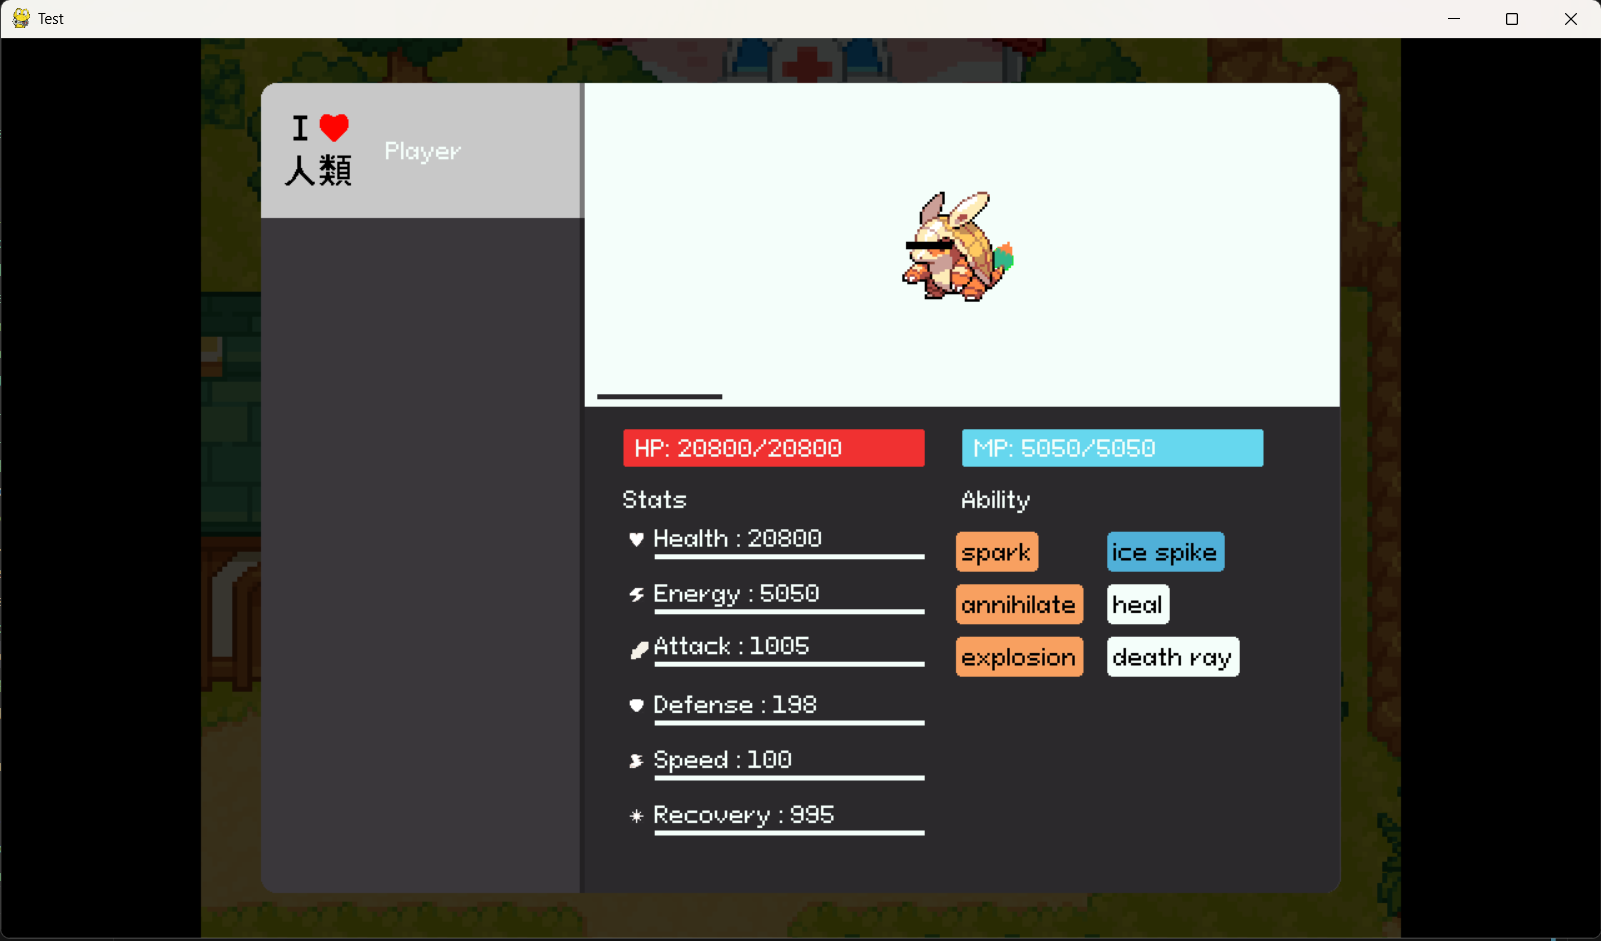 Test
I ❤
人類
Player
HP: 20800/20800
MP: 5050/5050
Stats
Health : 20800
Energy : 5050
Attack : 1005
Defense : 198
Speed : 100
Recovery : 995
Ability
spark
ice spike
annihilate
heal
explosion
death ray